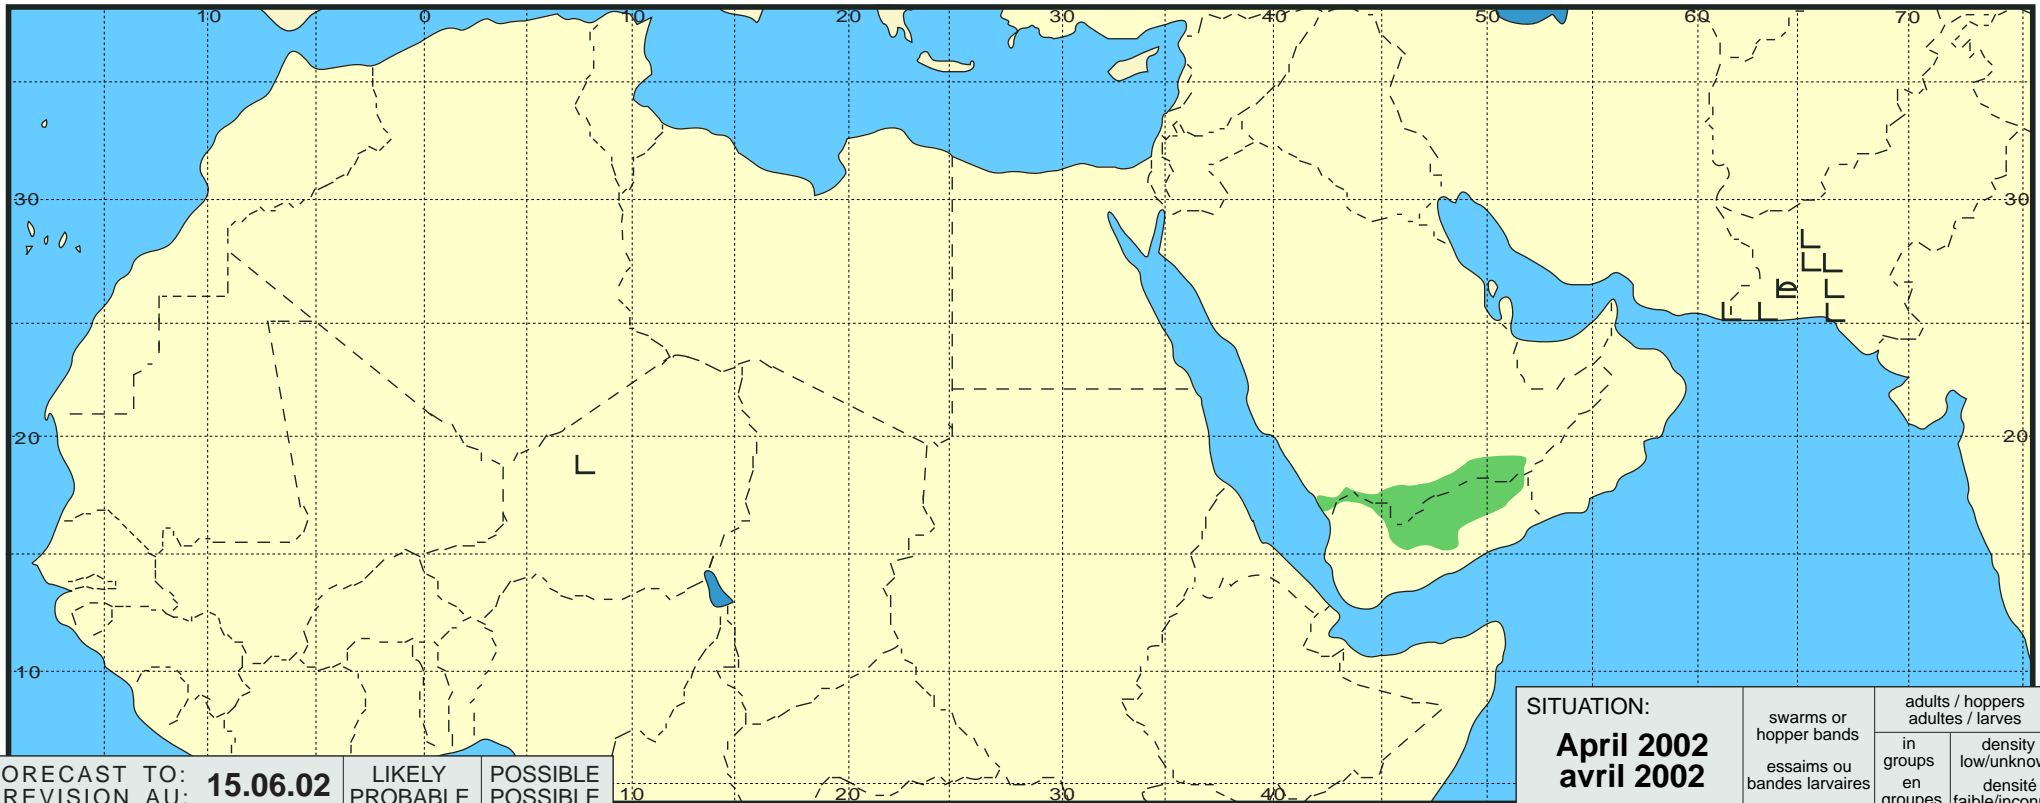 10 0 10 20 30 40 50 60 70
30 30
20 20
10
L
L
L L
L
L L L L
10 20 30 40
ORECAST TO:
REVISION AU:
15.06.02
LIKELY
PROBABLE
POSSIBLE
POSSIBLE
SITUATION:
April 2002
avril 2002
swarms or
hopper bands
essaims ou
bandes larvaires
adults / hoppers
adultes / larves
in
groups
en
groupes
density
low/unknow
densité
faible/incon